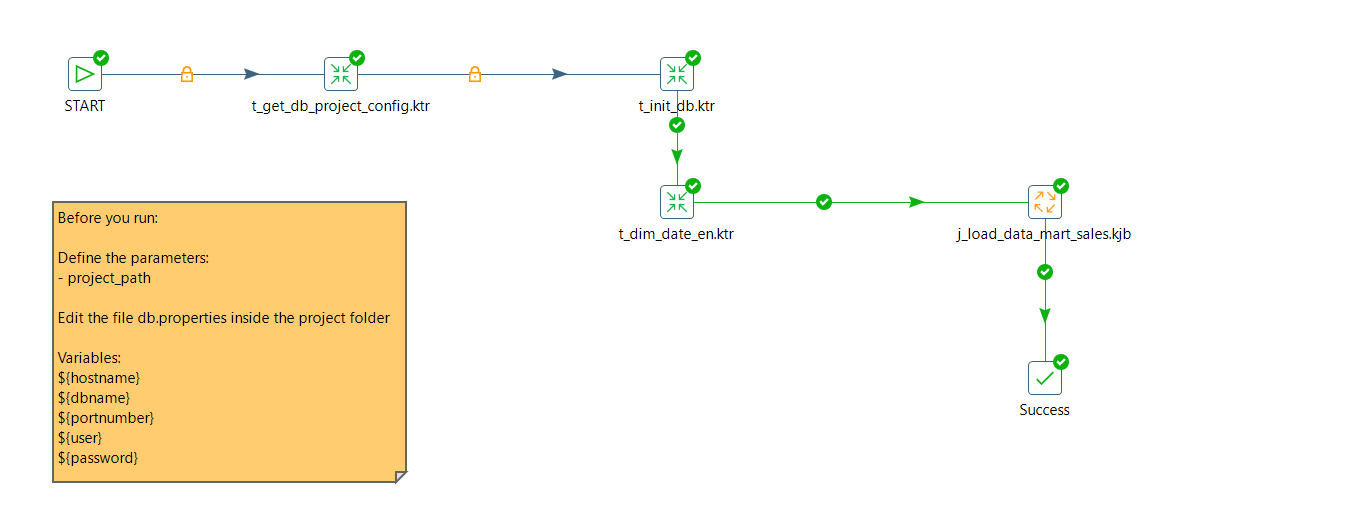 START
t_get_db_project_config.ktr
t_init_db.ktr
t_dim_date_en.ktr
j_load_data_mart_sales.kjb
Success
Before you run:
Define the parameters:
- project_path
Edit the file db.properties inside the project folder
Variables:
${hostname}
${dbname}
${portnumber}
${user}
${password}